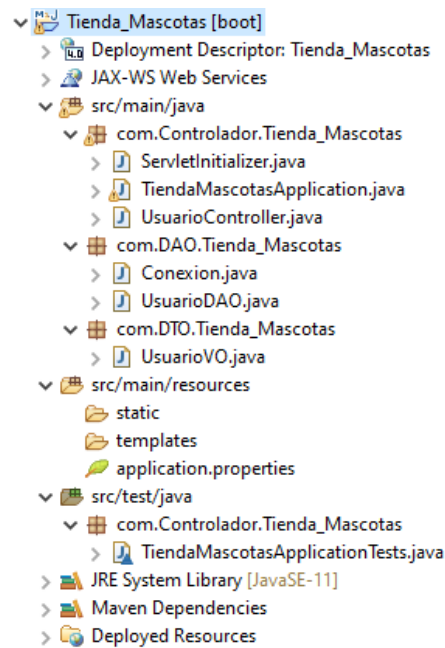 Tienda_Mascotas [boot]
Deployment Descriptor: Tienda_Mascotas
JAX-WS Web Services
src/main/java
com.Controlador.Tienda_Mascotas
ServletInitializer.java
TiendaMascotasApplication.java
UsuarioController.java
com.DAO.Tienda_Mascotas
Conexion.java
UsuarioDAO.java
com.DTO.Tienda_Mascotas
UsuarioVO.java
src/main/resources
static
templates
application.properties
src/test/java
com.Controlador.Tienda_Mascotas
TiendaMascotasApplicationTests.java
JRE System Library [JavaSE-11]
Maven Dependencies
Deployed Resources